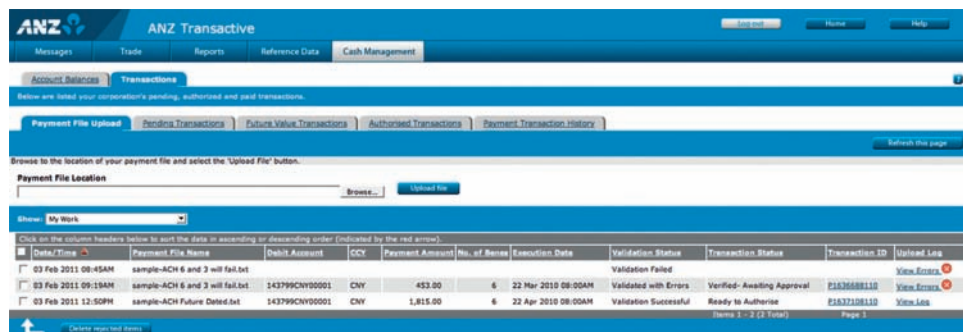 ANZ ANZ Transactive Log out Home Help
Messages Trade Reports Reference Data Cash Management
Account Balances Transactions
Below are listed your corporation's pending, authorized and paid transactions.
Payment File Upload Pending Transactions Future Value Transactions Authorised Transactions Payment Transaction History
Refresh this page
Browse to the location of your payment file and select the 'Upload File' button.
Payment File Location
Browse... Upload file
Show: My Work
Click on the column headers below to sort the data in ascending or descending order (indicated by the red arrow).
Date/Time Payment File Name Debit Account CCY Payment Amount No. of Benes Execution Date Validation Status Transaction Status Transaction ID Upload Log
03 Feb 2011 08:45AM sample-ACH 6 and 3 will fail.txt Validation Failed View Errors
03 Feb 2011 09:19AM sample-ACH 6 and 3 will fail.txt 143799CNY00001 CNY 453.00 6 22 Mar 2010 08:00AM Validated with Errors Verified- Awaiting Approval P1636688110 View Errors
03 Feb 2011 12:50PM sample-ACH Future Dated.txt 143799CNY00001 CNY 1,815.00 6 22 Apr 2010 08:00AM Validation Successful Ready to Authorise P1637108110 View Log
Items 1 - 2 (2 Total) Page 1
Delete rejected items